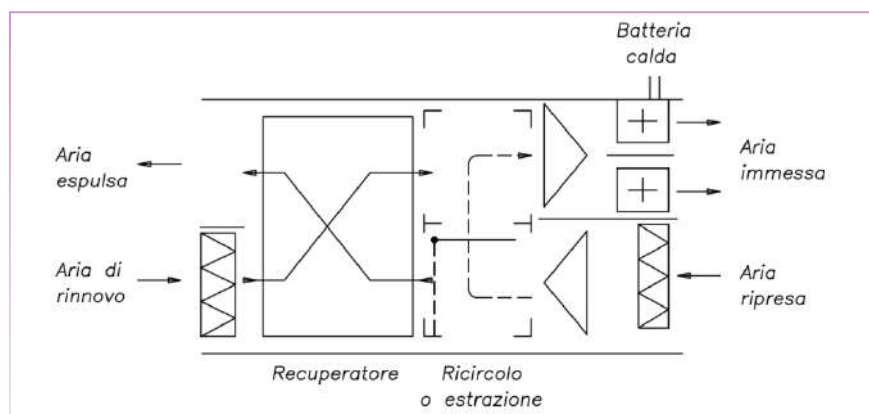 Batteria
calda
Aria
espulsa
Aria
immessa
Aria di
rinnovo
Aria
ripresa
Recuperatore
Ricircolo
o estrazione